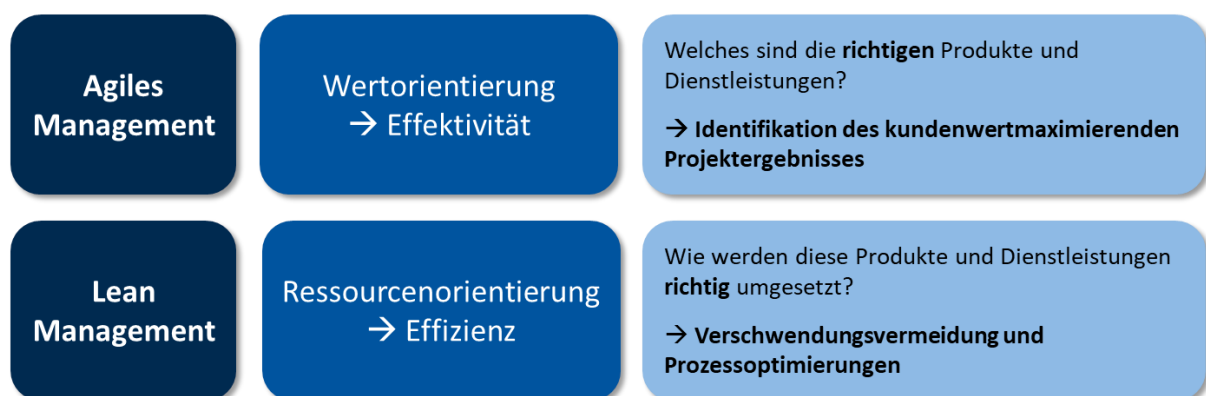 Agiles
Management
Wertorientierung
→ Effektivität
Welches sind die richtigen Produkte und
Dienstleistungen?
→ Identifikation des kundenwertmaximierenden
Projektergebnisses
Lean
Management
Ressourcenorientierung
→ Effizienz
Wie werden diese Produkte und Dienstleistungen
richtig umgesetzt?
→ Verschwendungsvermeidung und
Prozessoptimierungen